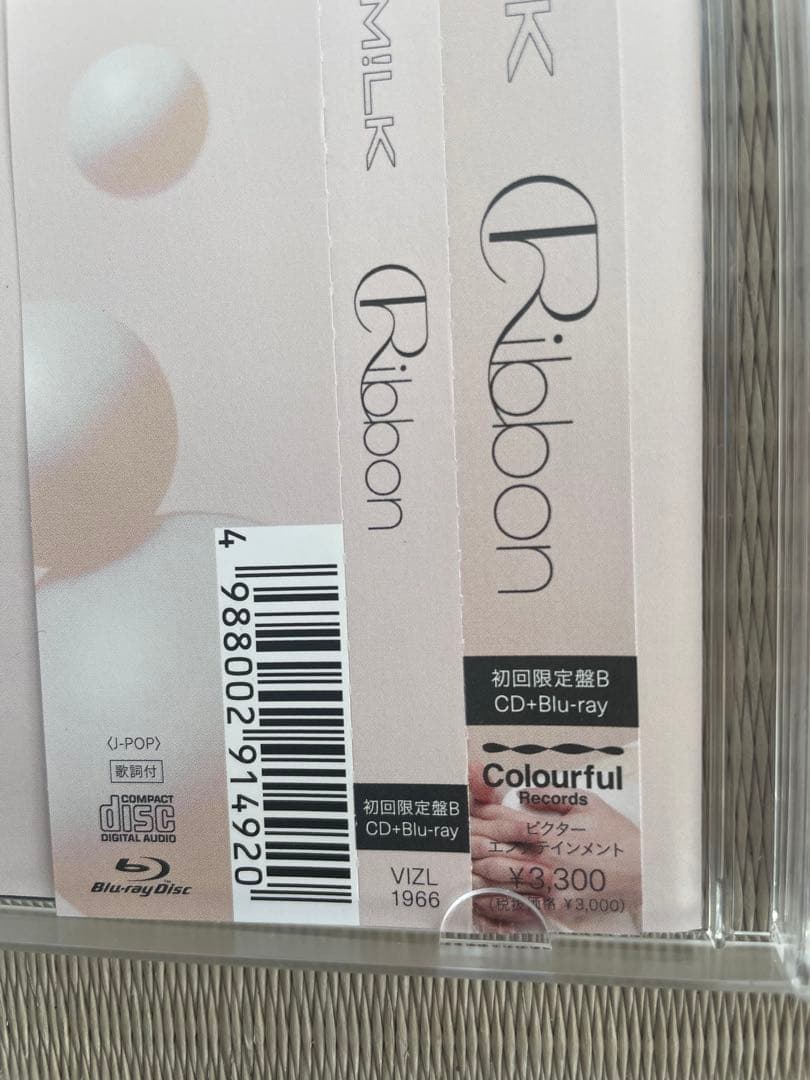 M!LK
Ribbon
初回限定盤B
CD+Blu-ray
VIZL
1966
K
Ribbon
初回限定盤B
CD+Blu-ray
Colourful
Records
ビクター
エンタテインメント
¥3,300
(税抜価格 ¥3,000)
4 988002 914920
〈J-POP〉
歌詞付
COMPACT
disc
DIGITAL AUDIO
Blu-ray Disc